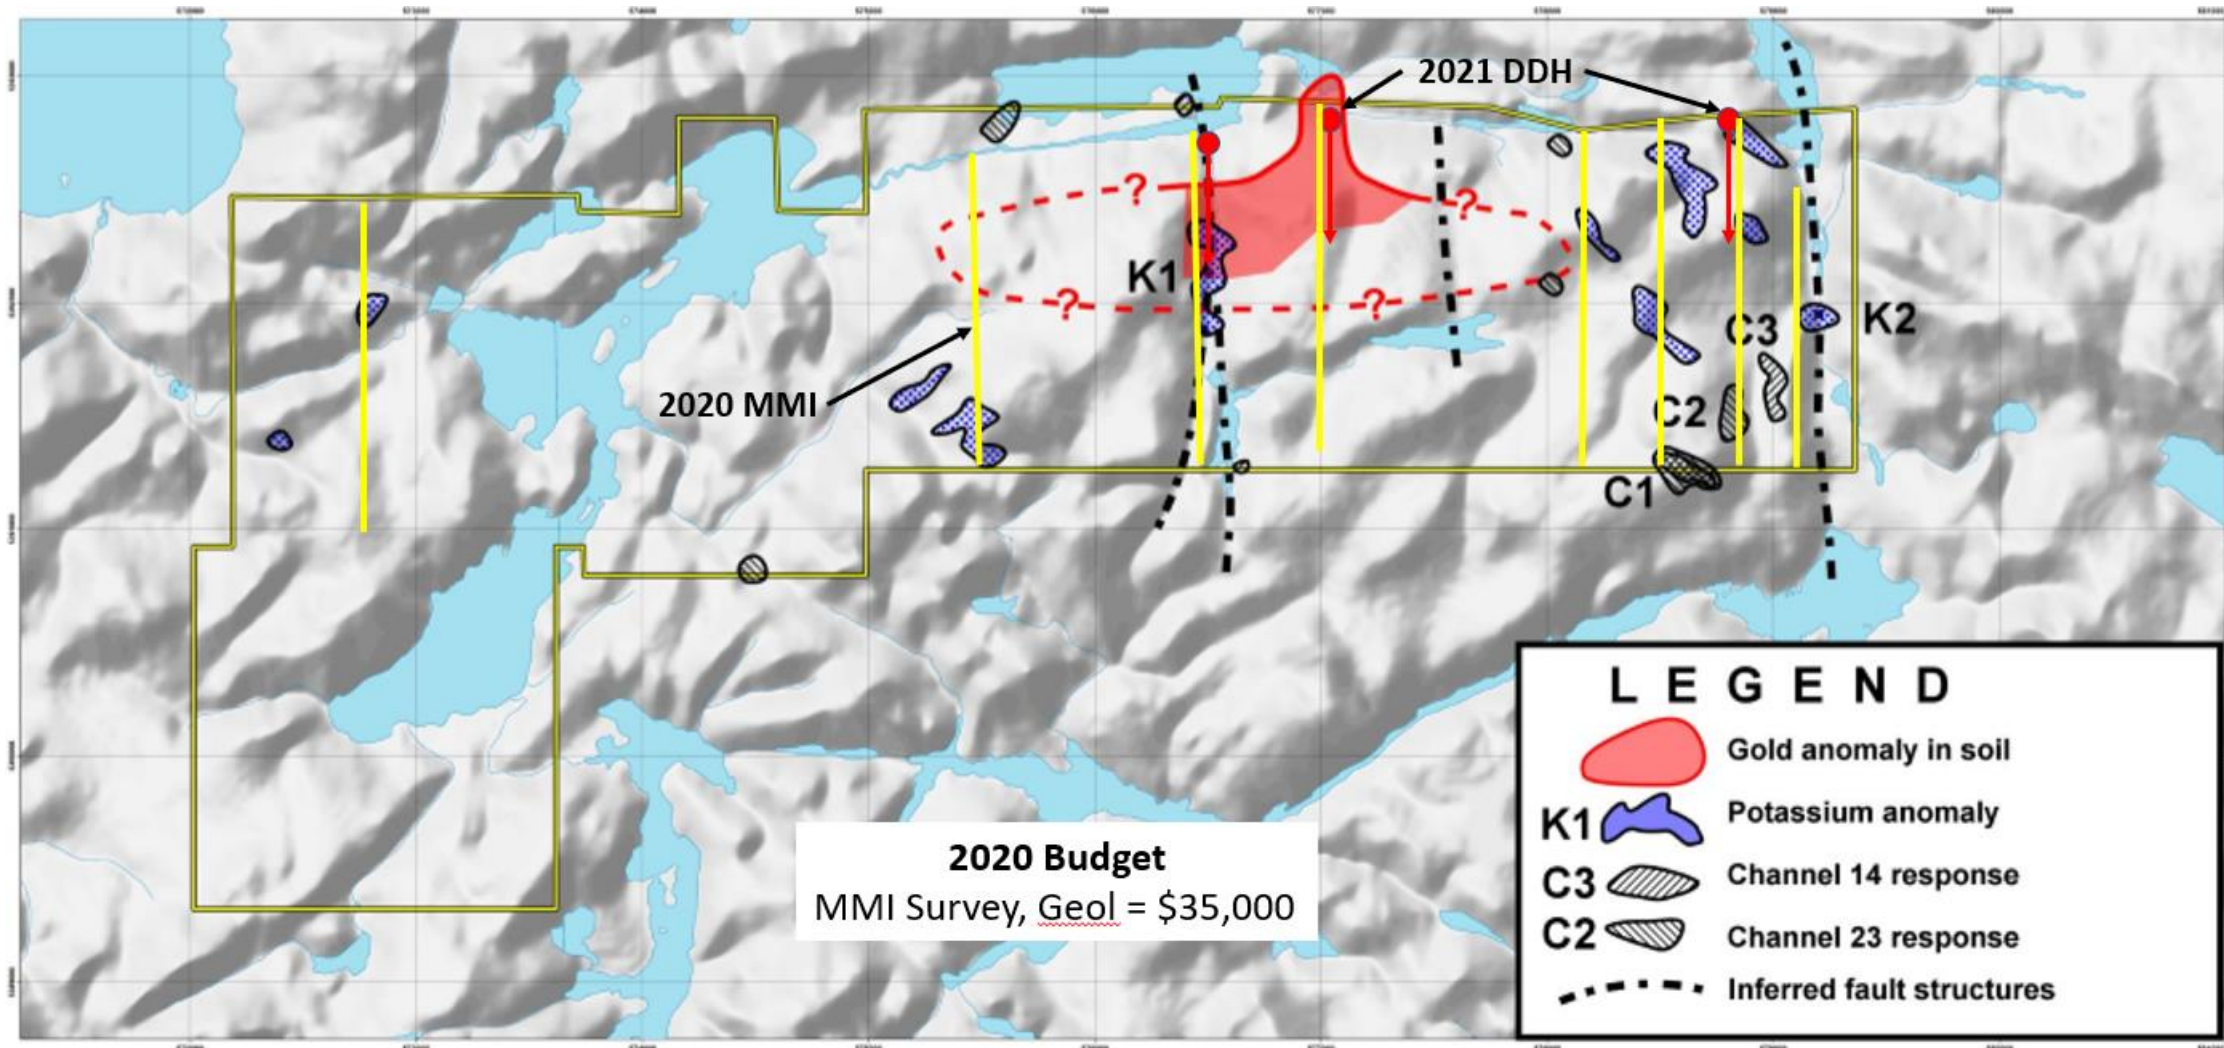 2021 DDH
?
?
K1
?
?
2020 MMI
K2
C3
C2
C1
2020 Budget
MMI Survey, Geol = $35,000
L E G E N D
Gold anomaly in soil
K1 Potassium anomaly
C3 Channel 14 response
C2 Channel 23 response
Inferred fault structures